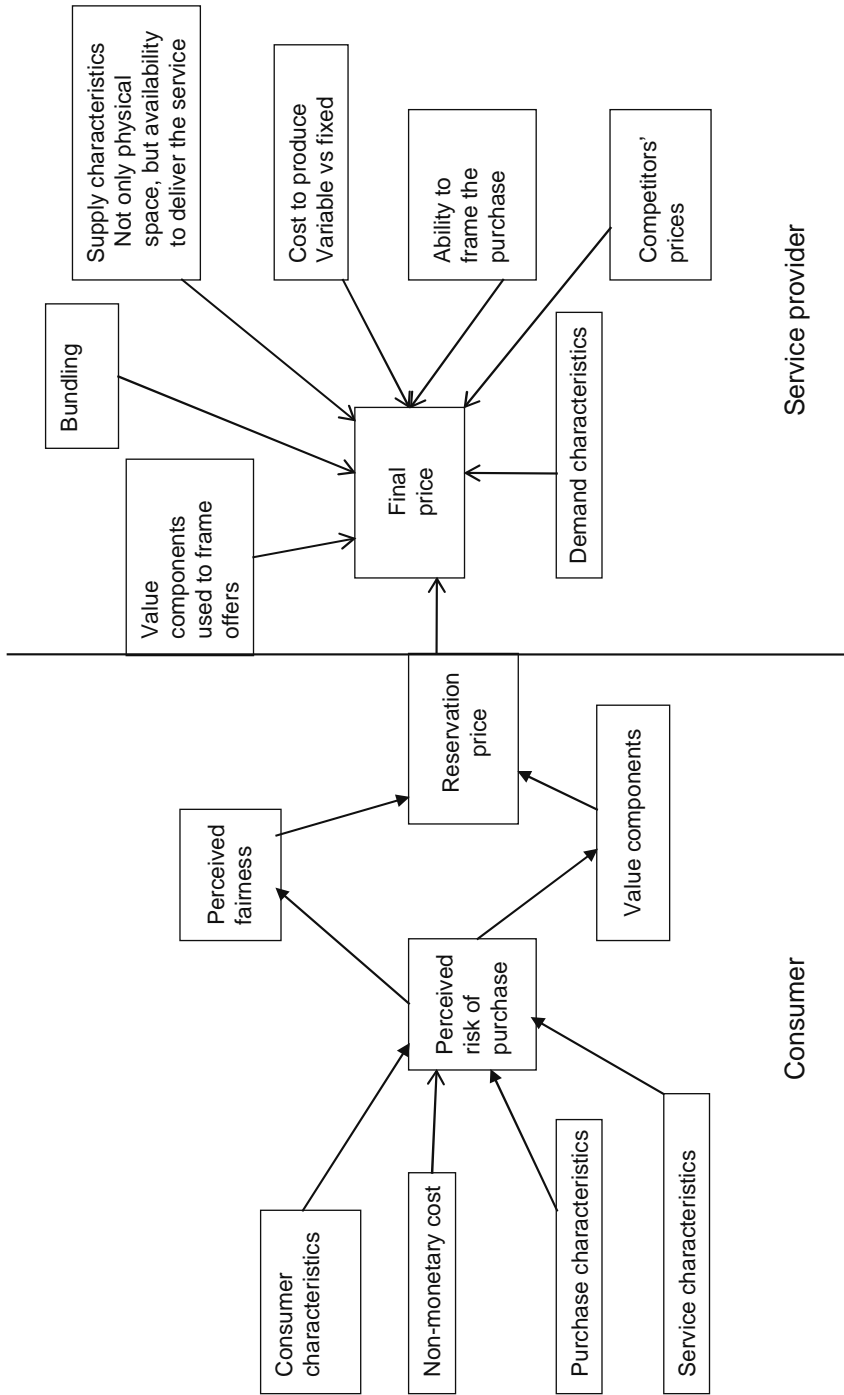 Consumer
characteristics
Non-monetary cost
Purchase characteristics
Service characteristics
Perceived
risk of
purchase
Perceived
fairness
Value components
Reservation
price
Consumer
Value
components
used to frame
offers
Bundling
Supply characteristics
Not only physical
space, but availability
to deliver the service
Cost to produce
Variable vs fixed
Ability to
frame the
purchase
Competitors’
prices
Demand characteristics
Final
price
Service provider